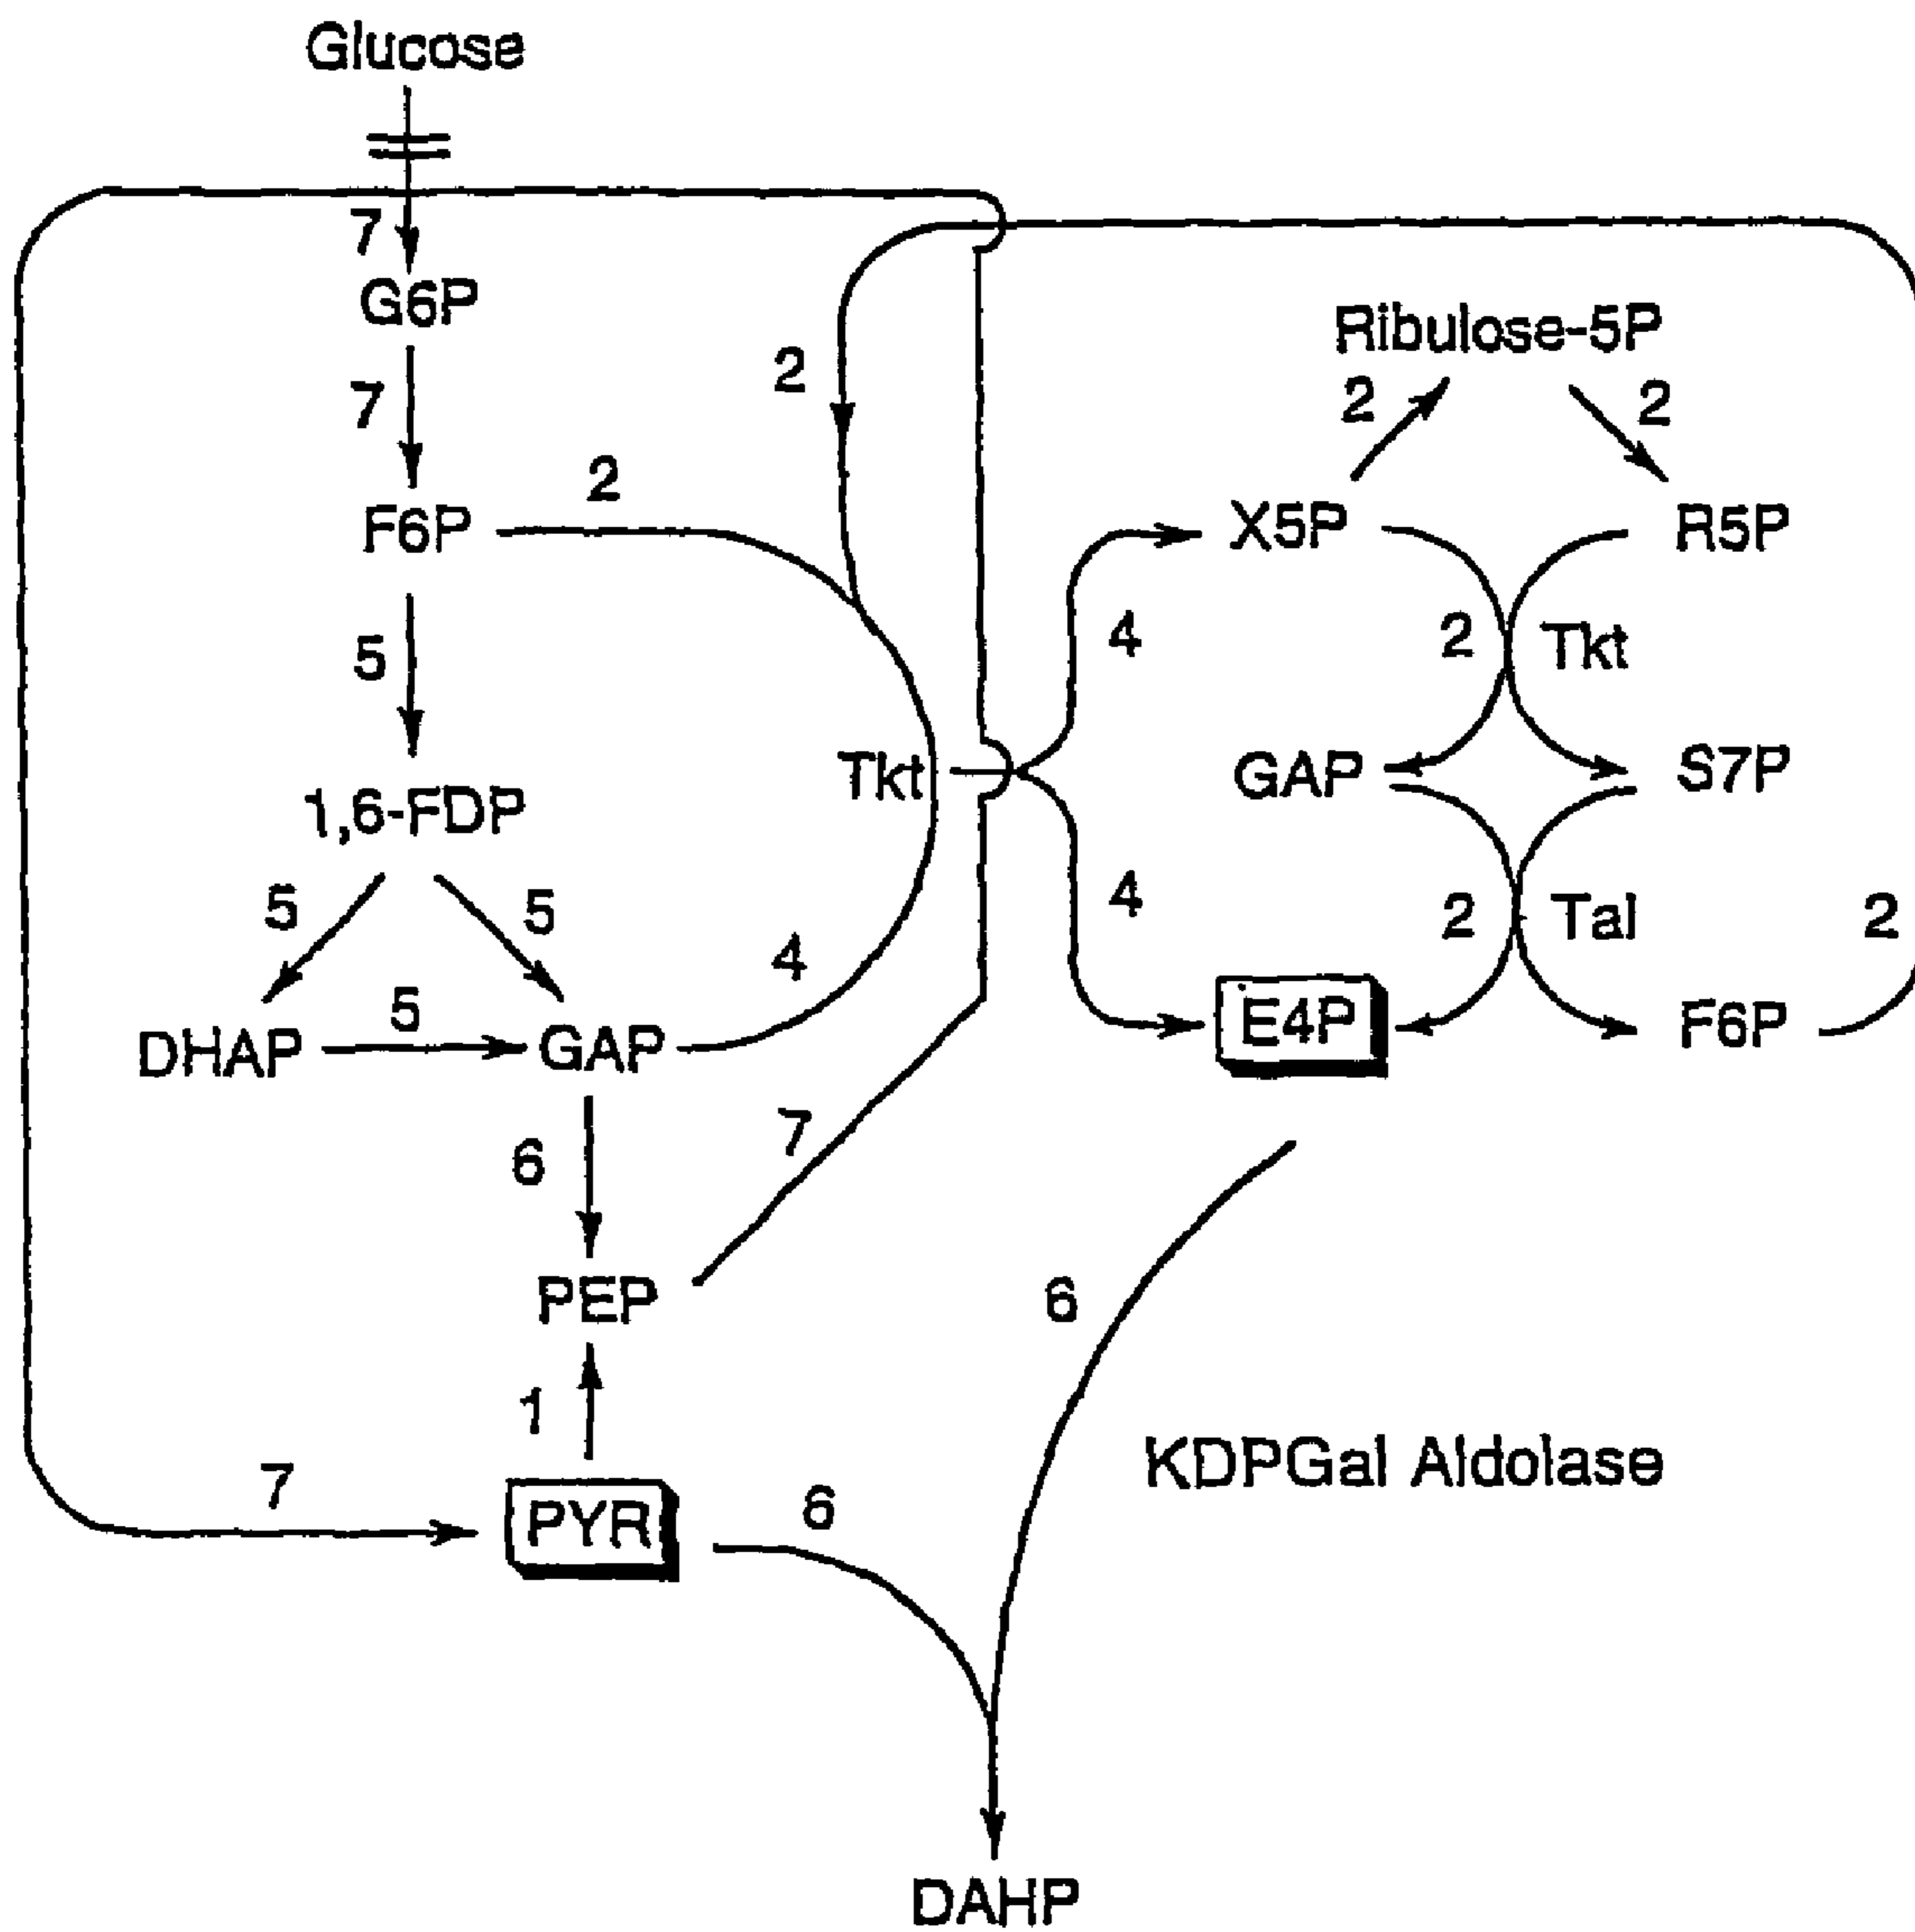 Glucose
7
G6P
7
2
Ribulose-5P
2
2
F6P
2
X5P
R5P
5
4
2
Tkt
Tkt
GAP
S7P
1,6-FDP
5
5
4
4
2
Tal
2
DHAP
5
GAP
E4P
F6P
6
7
PEP
6
1
7
PYR
6
KDPGal Aldolase
DAHP